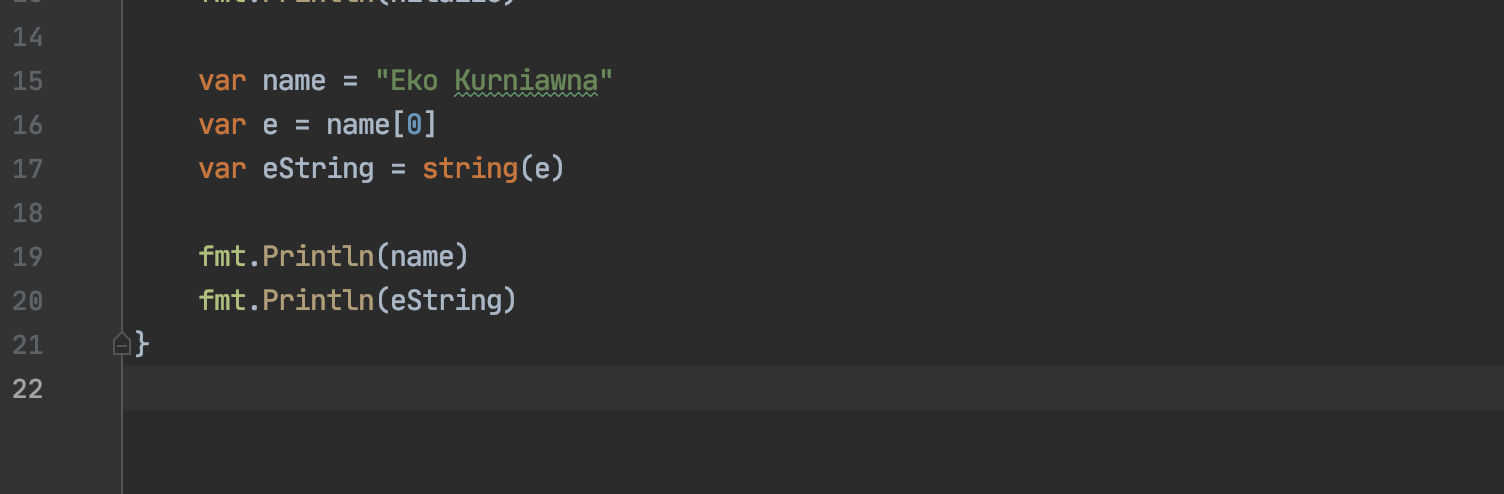 14
15 var name = "Eko Kurniawna"
16 var e = name[0]
17 var eString = string(e)
18
19 fmt.Println(name)
20 fmt.Println(eString)
21 }
22